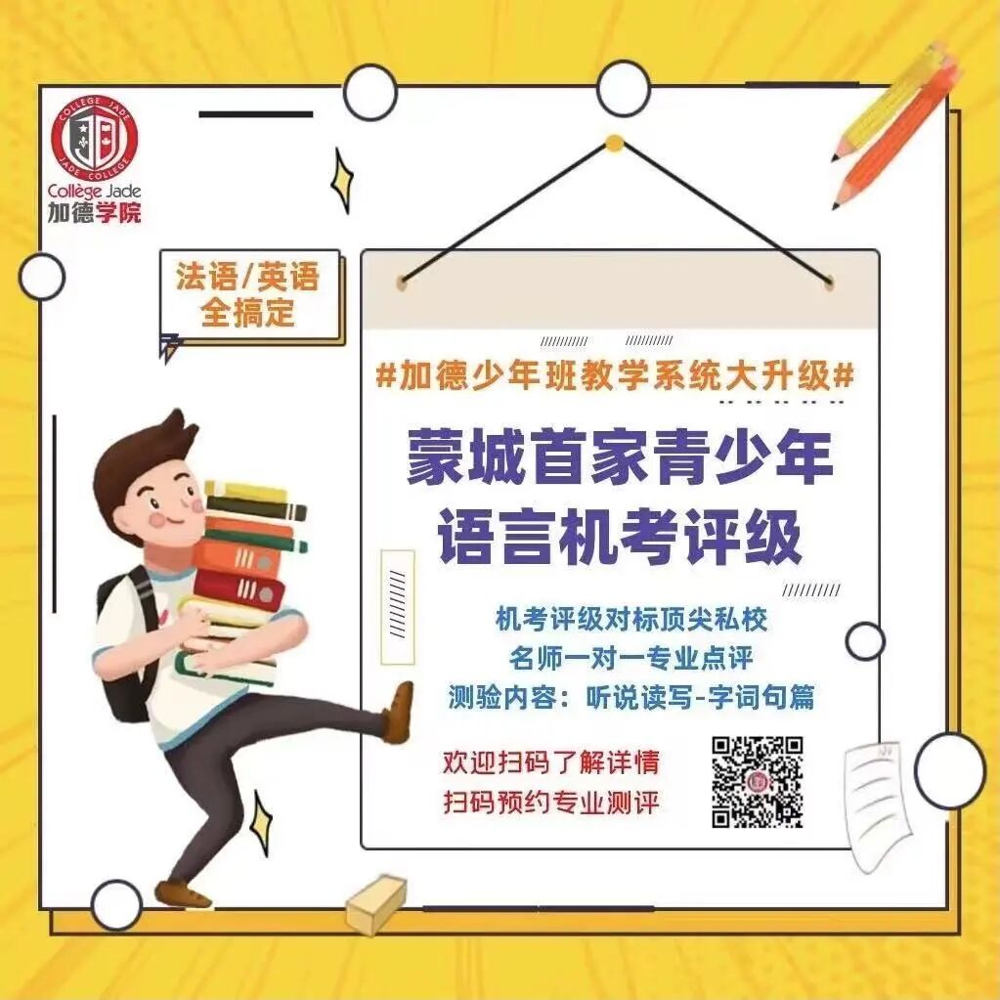 COLLEGE JADE
JADE COLLEGE
Collège Jade
加德学院
法语/英语
全搞定
#加德少年班教学系统大升级#
蒙城首家青少年
语言机考评级
机考评级对标顶尖私校
名师一对一专业点评
测验内容：听说读写-字词句篇
欢迎扫码了解详情
扫码预约专业测评